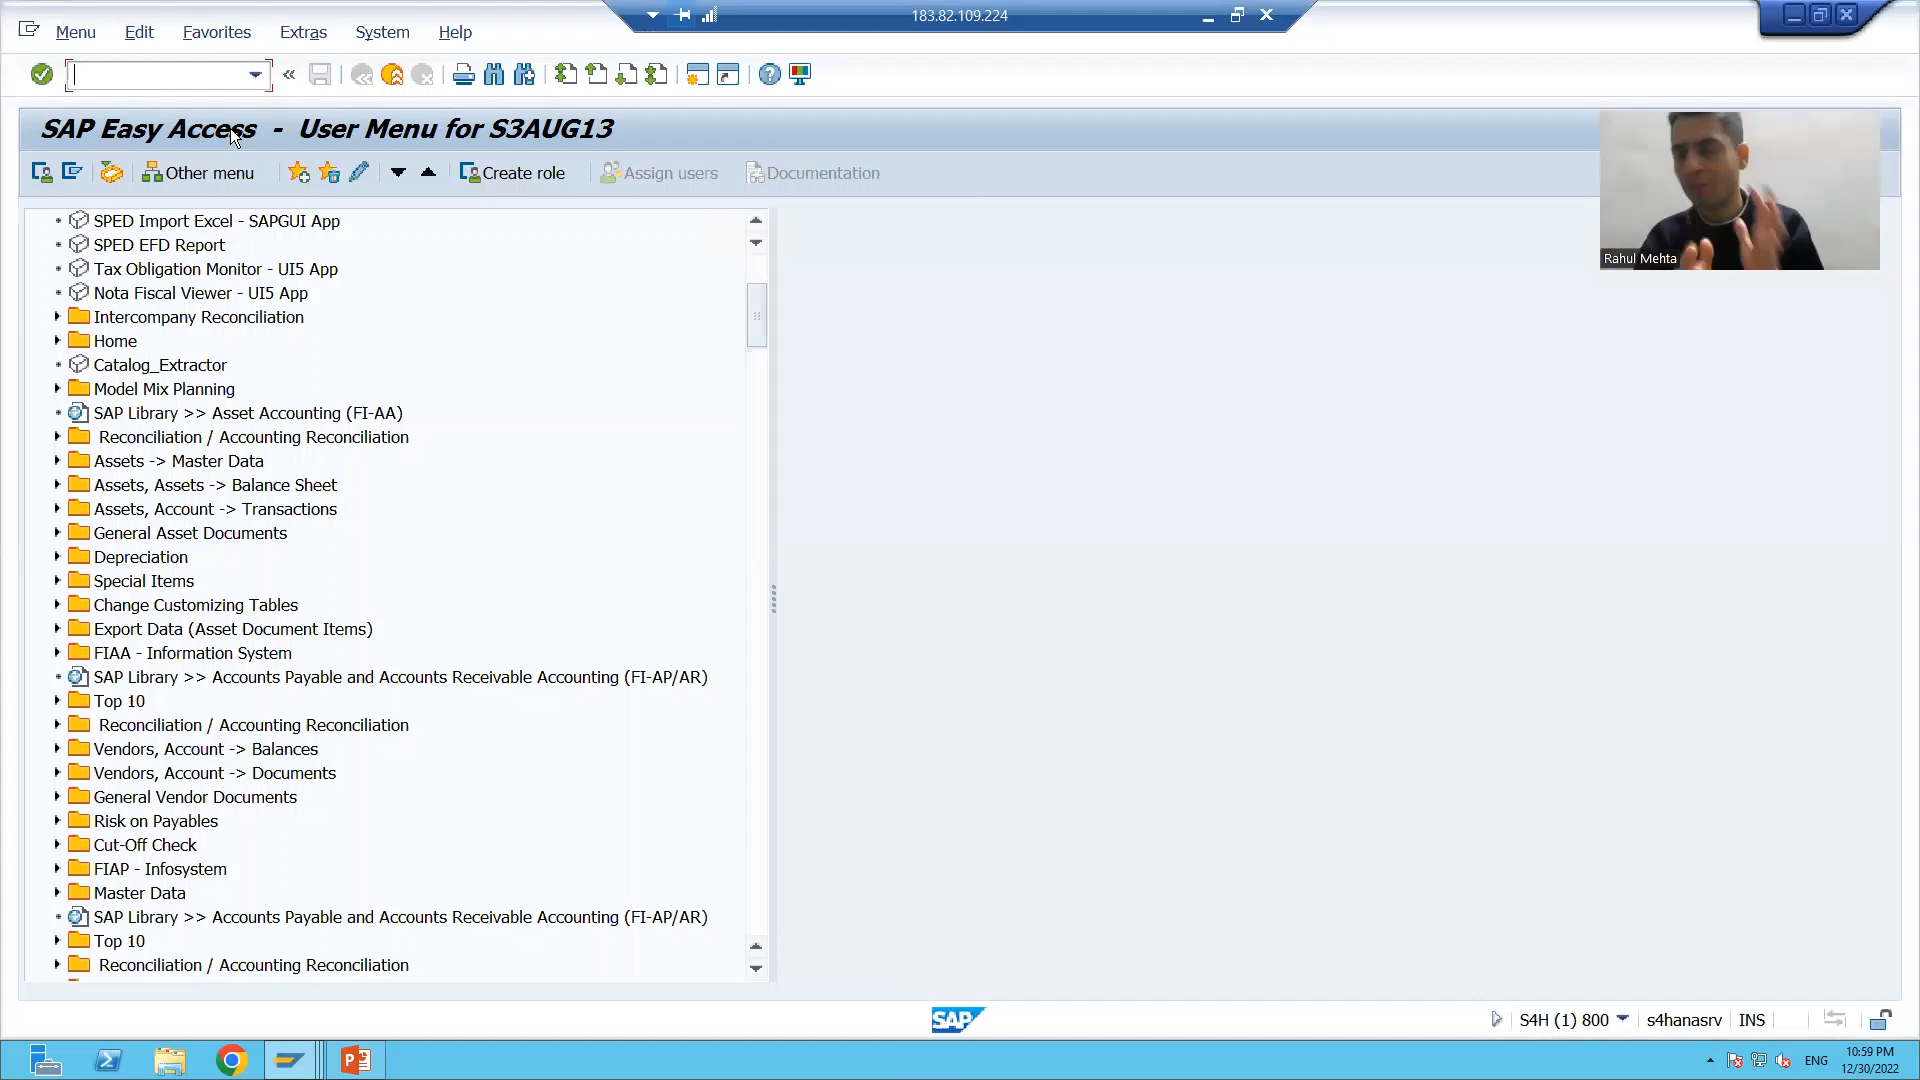 183.82.109.224
Menu Edit Favorites Extras System Help
SAP Easy Access - User Menu for S3AUG13
Other menu Create role Assign users Documentation
Rahul Mehta
SPED Import Excel - SAPGUI App
SPED EFD Report
Tax Obligation Monitor - UI5 App
Nota Fiscal Viewer - UI5 App
Intercompany Reconciliation
Home
Catalog_Extractor
Model Mix Planning
SAP Library >> Asset Accounting (FI-AA)
Reconciliation / Accounting Reconciliation
Assets -> Master Data
Assets, Assets -> Balance Sheet
Assets, Account -> Transactions
General Asset Documents
Depreciation
Special Items
Change Customizing Tables
Export Data (Asset Document Items)
FIAA - Information System
SAP Library >> Accounts Payable and Accounts Receivable Accounting (FI-AP/AR)
Top 10
Reconciliation / Accounting Reconciliation
Vendors, Account -> Balances
Vendors, Account -> Documents
General Vendor Documents
Risk on Payables
Cut-Off Check
FIAP - Infosystem
Master Data
SAP Library >> Accounts Payable and Accounts Receivable Accounting (FI-AP/AR)
Top 10
Reconciliation / Accounting Reconciliation
SAP
S4H (1) 800 s4hanasrv INS
ENG
10:59 PM
12/30/2022